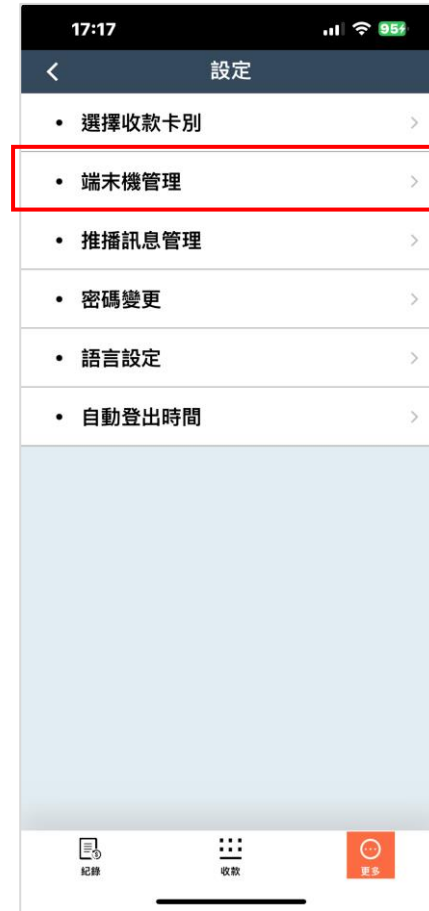 17:17
95
設定
• 選擇收款卡別
• 端末機管理
• 推播訊息管理
• 密碼變更
• 語言設定
• 自動登出時間
紀錄
收款
更多